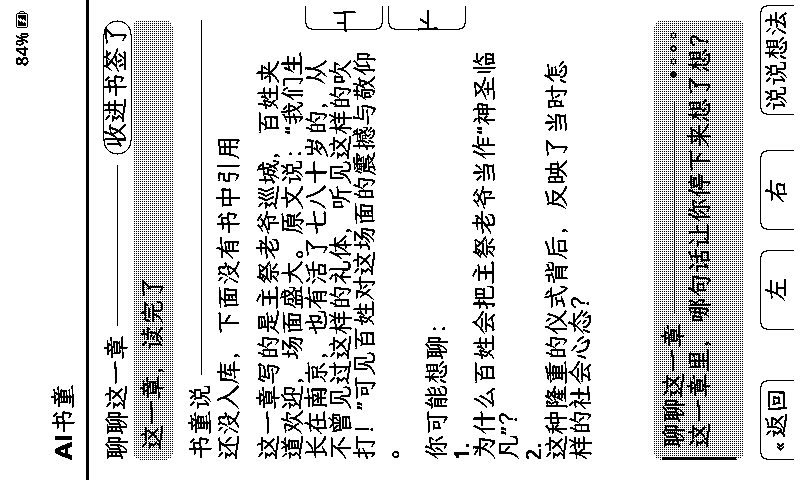 AI书童 84%
聊聊这一章 收进书签了
这一章，读完了
书童说
还没入库，下面没有书中引用
这一章写的是主祭老爷巡城，百姓夹
道欢迎，场面盛大。原文说：“我们生
长在南京，也有活了七八十岁的，从
不曾见过这样的礼体，听见这样的吹
打！”可见百姓对这场面的震撼与敬仰
。
你可能想聊：
1.
为什么百姓会把主祭老爷当作“神圣临
凡”？
2.
这种隆重的仪式背后，反映了当时怎
样的社会心态？
聊聊这一章
这一章里，哪句话让你停下来想了想？
«返回 左 右 说说想法